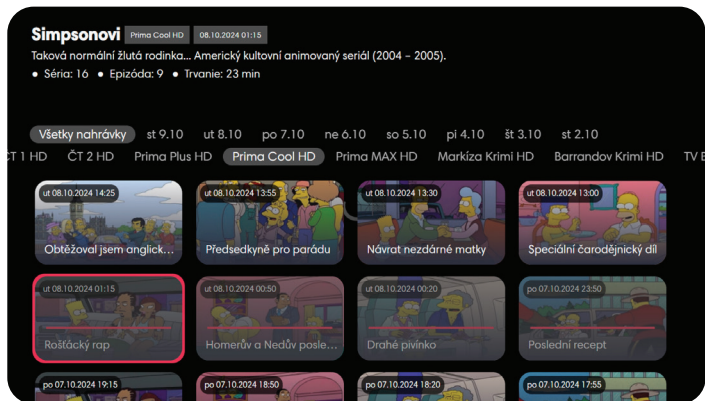 Simpsonovi Prima Cool HD 08.10.2024 01:15
Taková normální žlutá rodinka... Americký kultovní animovaný seriál (2004 – 2005).
• Séria: 16 • Epizóda: 9 • Trvanie: 23 min
Všetky nahrávky st 9.10 ut 8.10 po 7.10 ne 6.10 so 5.10 pi 4.10 št 3.10 st 2.10
ČT 1 HD ČT 2 HD Prima Plus HD Prima Cool HD Prima MAX HD Markíza Krimi HD Barrandov Krimi HD TV
ut 08.10.2024 14:25 ut 08.10.2024 13:55 ut 08.10.2024 13:30 ut 08.10.2024 13:00
Obtěžoval jsem anglick... Předsedkyně pro parádu Návrat nezdárné matky Speciální čarodějnický díl
ut 08.10.2024 01:15 ut 08.10.2024 00:50 ut 08.10.2024 00:20 po 07.10.2024 23:50
Rošťácký rap Homerův a Nedův posle... Drahé pivínko Poslední recept
po 07.10.2024 19:15 po 07.10.2024 18:50 po 07.10.2024 18:20 po 07.10.2024 17:55